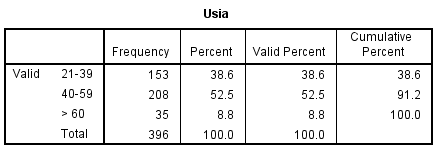 Usia
Frequency Percent Valid Percent Cumulative Percent
Valid 21-39 153 38.6 38.6 38.6
40-59 208 52.5 52.5 91.2
> 60 35 8.8 8.8 100.0
Total 396 100.0 100.0